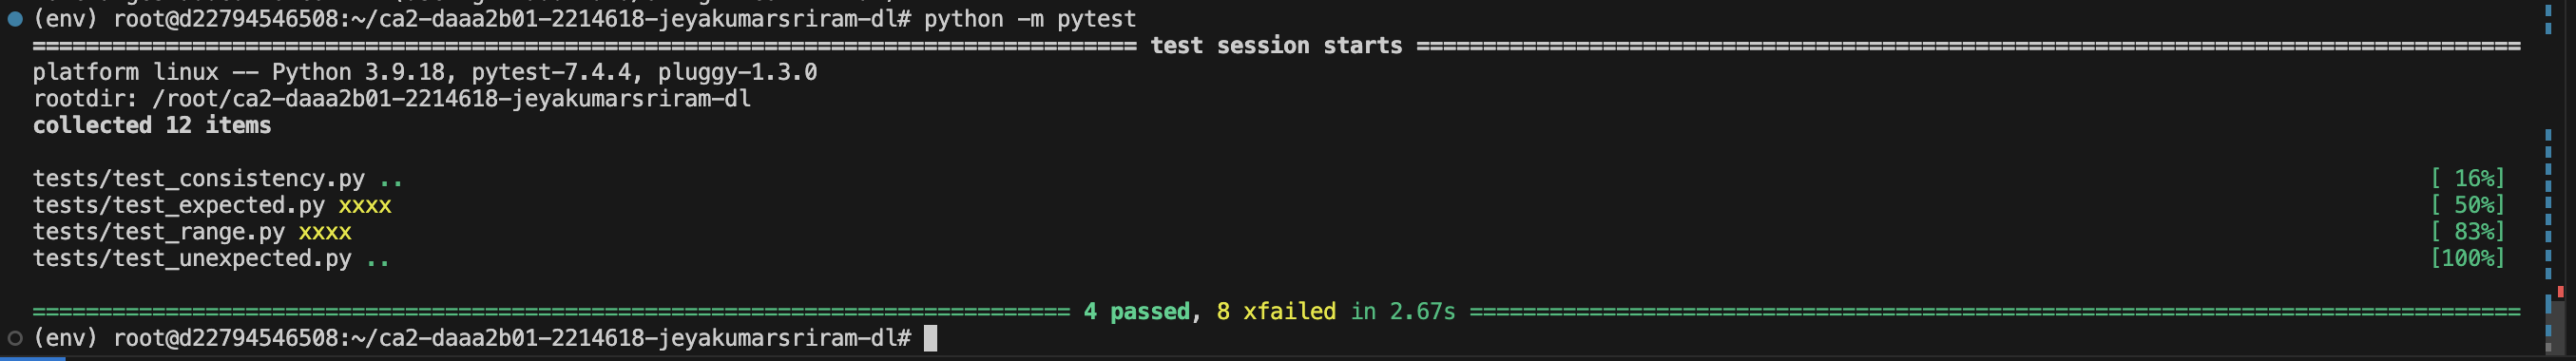 (env) root@d22794546508:~/ca2-daaa2b01-2214618-jeyakumarsriram-dl# python -m pytest
============================ test session starts ============================
platform linux -- Python 3.9.18, pytest-7.4.4, pluggy-1.3.0
rootdir: /root/ca2-daaa2b01-2214618-jeyakumarsriram-dl
collected 12 items
tests/test_consistency.py .. [ 16%]
tests/test_expected.py xxxx [ 50%]
tests/test_range.py xxxx [ 83%]
tests/test_unexpected.py .. [100%]
============================ 4 passed, 8 xfailed in 2.67s ============================
(env) root@d22794546508:~/ca2-daaa2b01-2214618-jeyakumarsriram-dl#